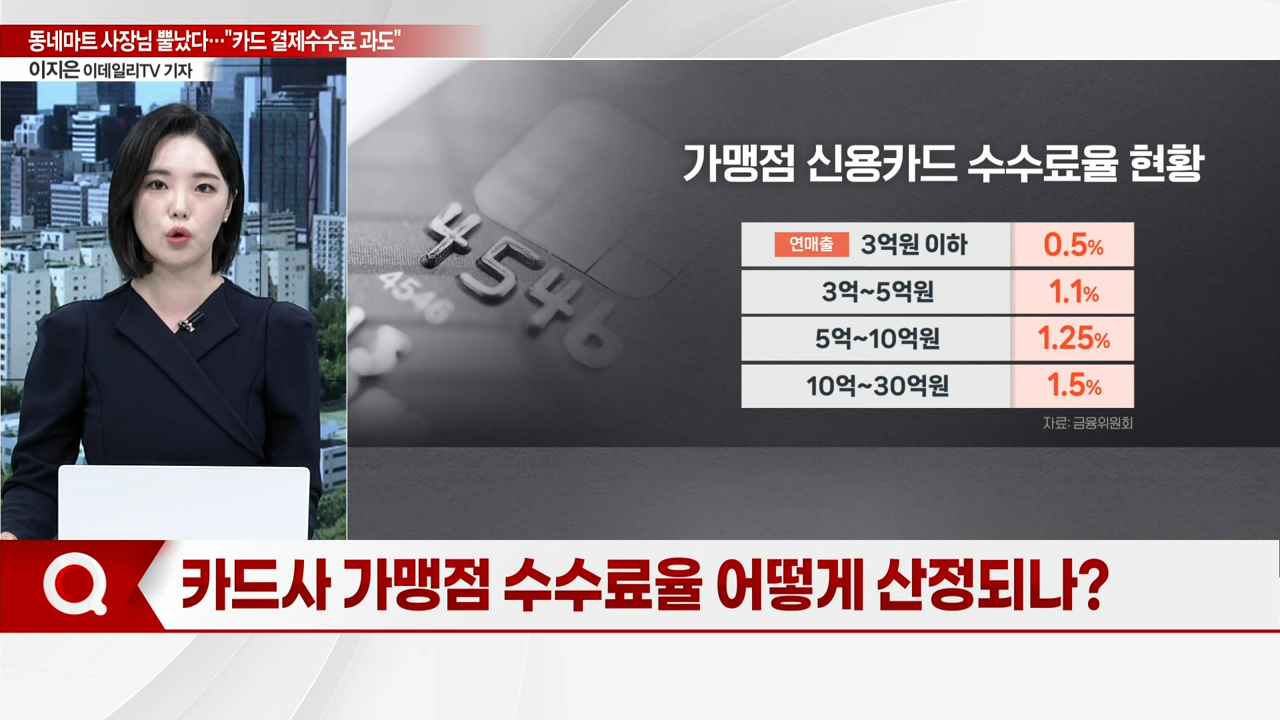 동네마트 사장님 뿔났다…"카드 결제수수료 과도"
이지은 이데일리TV 기자
가맹점 신용카드 수수료율 현황
연매출 3억원 이하 0.5%
3억~5억원 1.1%
5억~10억원 1.25%
10억~30억원 1.5%
자료: 금융위원회
4546
4546
Q 카드사 가맹점 수수료율 어떻게 산정되나?